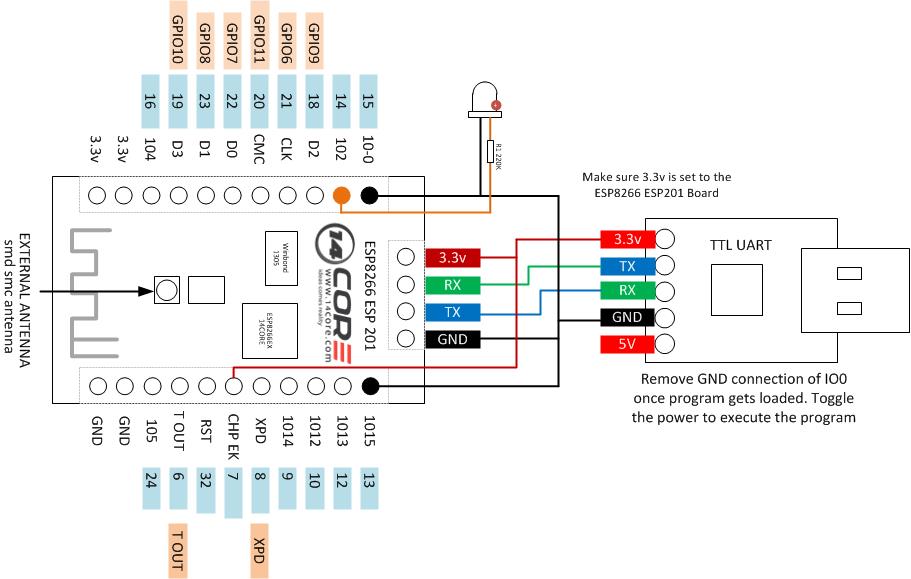 GPIO10
GPIO8
GPIO7
GPIO11
GPIO6
GPIO9
16
19
23
22
20
21
18
14
15
3.3v
3.3v
104
D3
D1
D0
CMC
CLK
D2
102
10-0
R1 220K
Make sure 3.3v is set to the
ESP8266 ESP201 Board
EXTERNAL ANTENNA
smd smc antenna
Winbond
1305
ESP8266EX
14CORE
14CORE
ideas comes reality
www.14core.com
ESP8266 ESP 201
3.3v
RX
TX
GND
3.3v
TX
RX
GND
5V
TTL UART
Remove GND connection of IO0
once program gets loaded. Toggle
the power to execute the program
GND
GND
105
T OUT
RST
CHP EK
XPD
1014
1012
1013
1015
24
6
32
7
8
9
10
12
13
T OUT
XPD